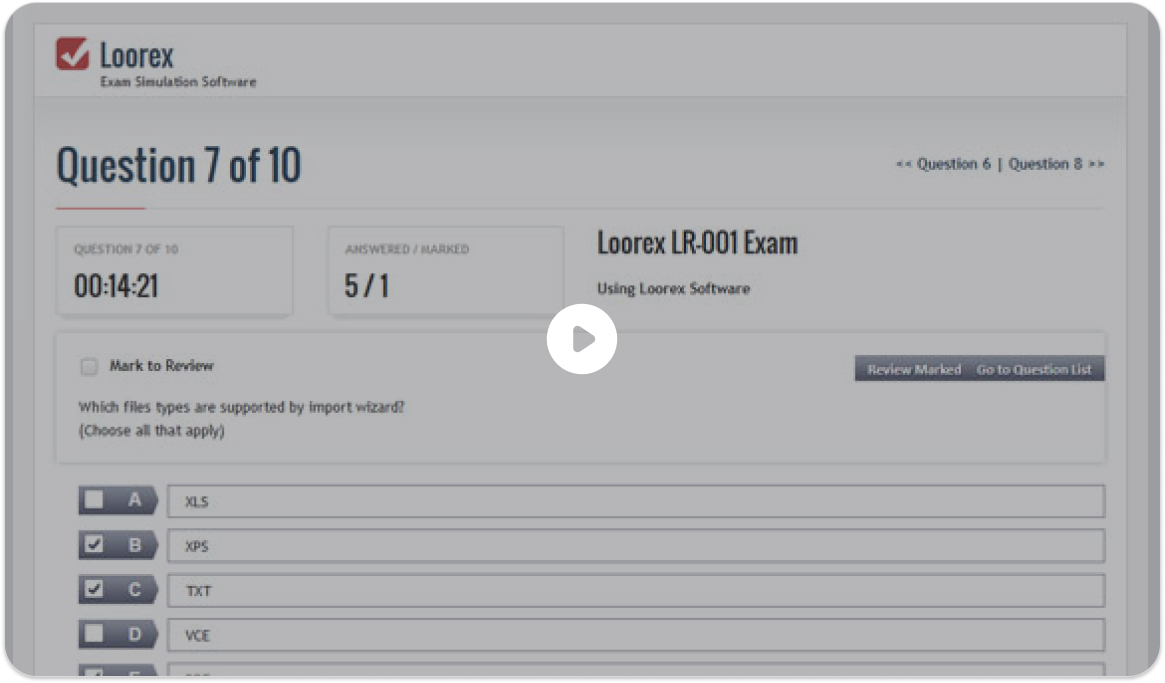 Loorex
Exam Simulation Software
Question 7 of 10
<< Question 6 | Question 8 >>
QUESTION 7 OF 10
00:14:21
ANSWERED / MARKED
5 / 1
Loorex LR-001 Exam
Using Loorex Software
Mark to Review
Review Marked Go to Question List
Which files types are supported by import wizard?
(Choose all that apply)
A XLS
B XPS
C TXT
D VCE